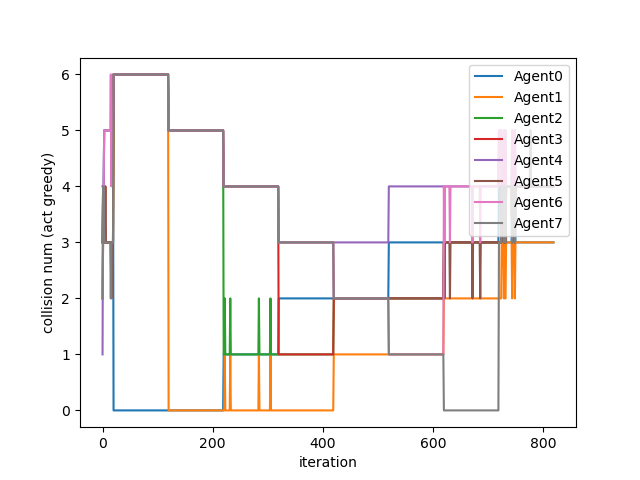 6
5
4
3
2
1
0
collision num (act greedy)
0
200
400
600
800
iteration
Agent0
Agent1
Agent2
Agent3
Agent4
Agent5
Agent6
Agent7